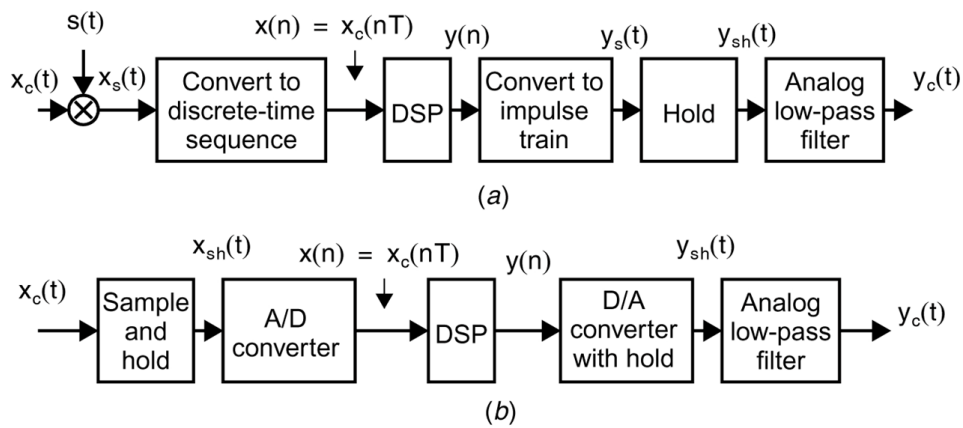 s(t)
x(n) = x_c(nT)
y(n)
y_s(t)
y_sh(t)
x_c(t)
x_s(t)
y_c(t)
Convert to
discrete-time
sequence
DSP
Convert to
impulse
train
Hold
Analog
low-pass
filter
(a)
x_sh(t)
x(n) = x_c(nT)
y(n)
y_sh(t)
x_c(t)
y_c(t)
Sample
and
hold
A/D
converter
DSP
D/A
converter
with hold
Analog
low-pass
filter
(b)